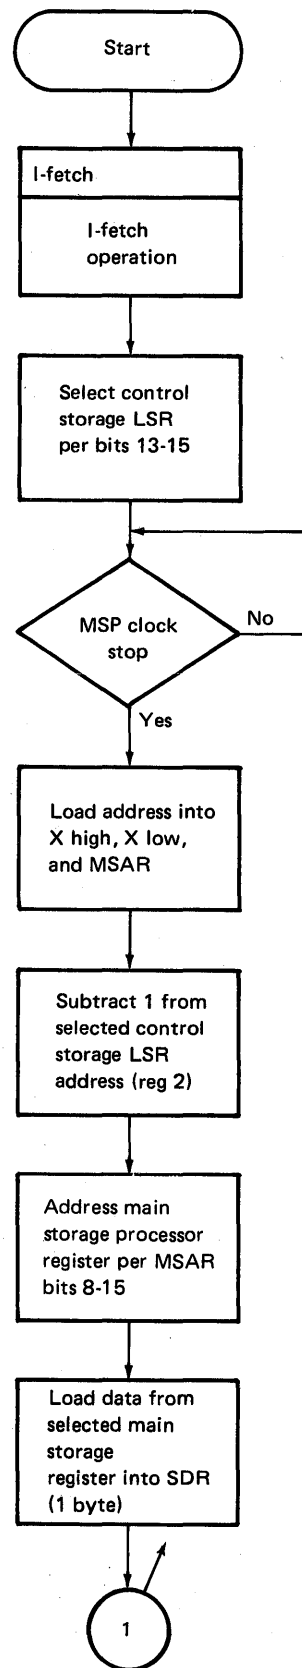 Start
I-fetch
I-fetch
operation
Select control
storage LSR
per bits 13-15
MSP clock
stop
No
Yes
Load address into
X high, X low,
and MSAR
Subtract 1 from
selected control
storage LSR
address (reg 2)
Address main
storage processor
register per MSAR
bits 8-15
Load data from
selected main
storage
register into SDR
(1 byte)
1